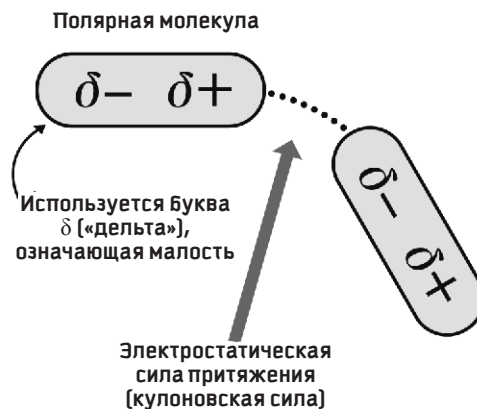 Полярная молекула
δ− δ+
δ− δ+
Используется буква
δ («дельта»),
означающая малость
Электростатическая
сила притяжения
(кулоновская сила)